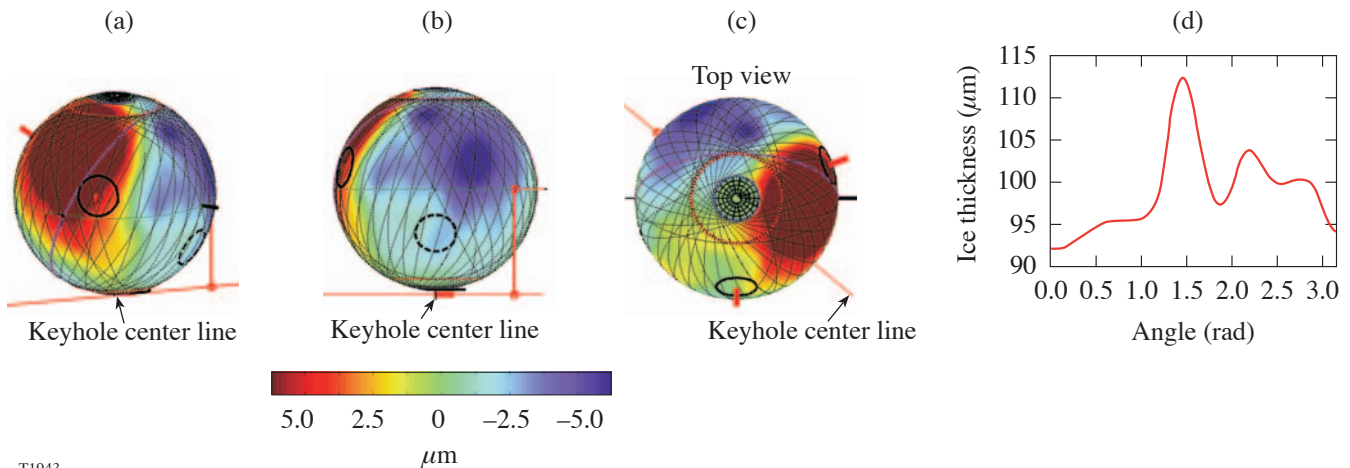 (a)
(b)
(c)
(d)
Top view
Keyhole center line
Keyhole center line
Keyhole center line
5.0 2.5 0 –2.5 –5.0
μm
Ice thickness (μm)
115
110
105
100
95
90
0.0 0.5 1.0 1.5 2.0 2.5 3.0
Angle (rad)